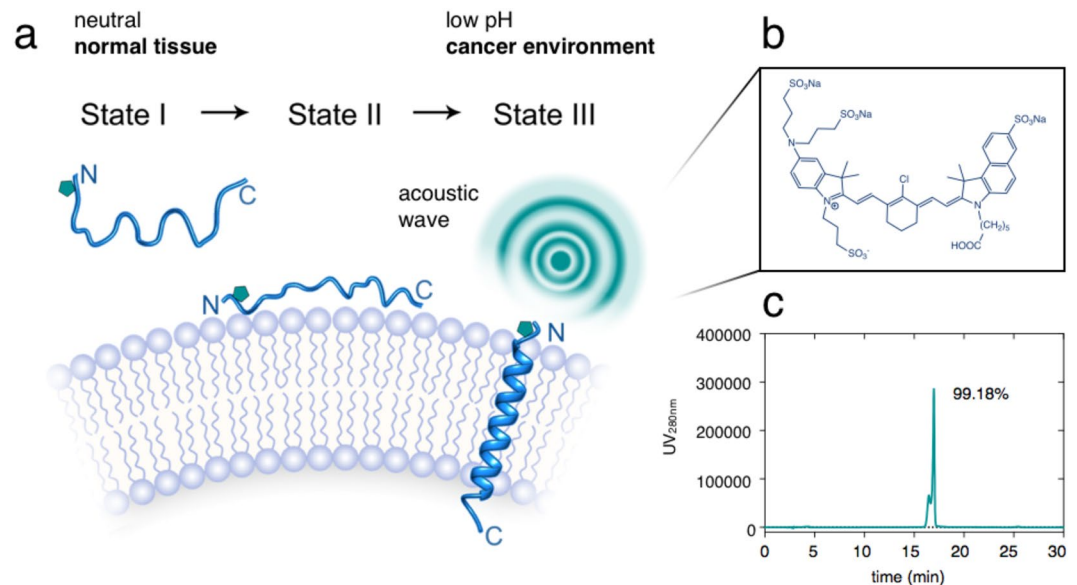 a
neutral
normal tissue
low pH
cancer environment
State I → State II → State III
N
C
acoustic
wave
N
C
N
C
b
SO₃Na
SO₃Na
N
N
⊕
SO₃⁻
Cl
SO₃Na
N
(CH₂)₅
HOOC
c
400000
300000
200000
100000
0
UV₂₈₀ₙₘ
99.18%
0 5 10 15 20 25 30
time (min)